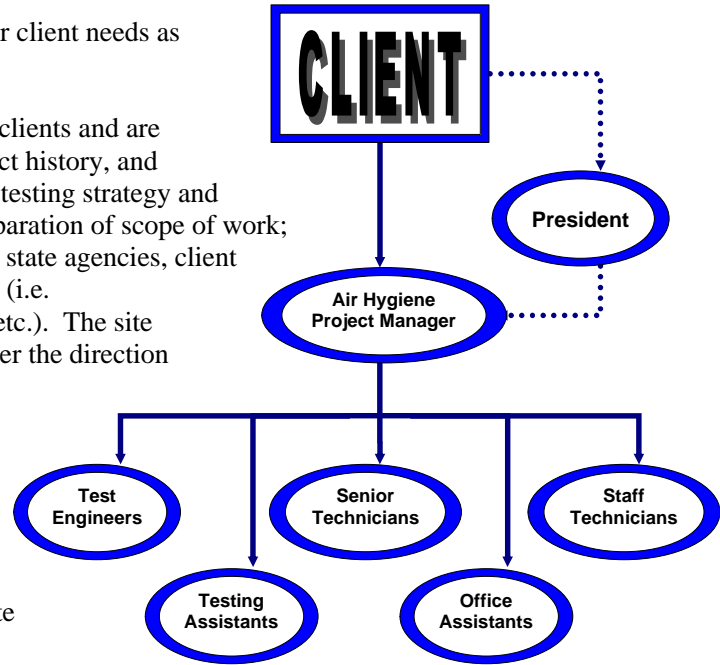 r client needs as
clients and are
ct history, and
testing strategy and
paration of scope of work;
state agencies, client
(i.e.
etc.). The site
er the direction
te
CLIENT
President
Air Hygiene
Project Manager
Test
Engineers
Senior
Technicians
Staff
Technicians
Testing
Assistants
Office
Assistants